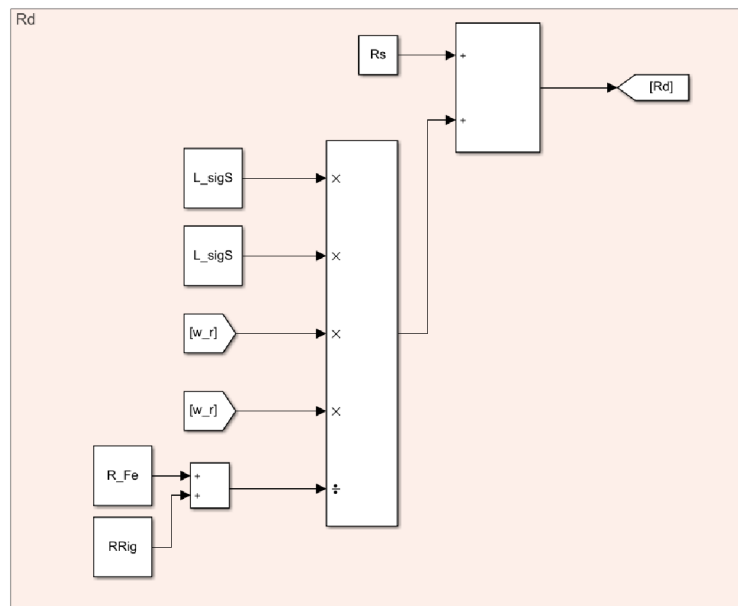 Rd
Rs
+
[Rd]
+
L_sigS
×
L_sigS
×
[w_r]
×
[w_r]
×
R_Fe
+
+
÷
RRig